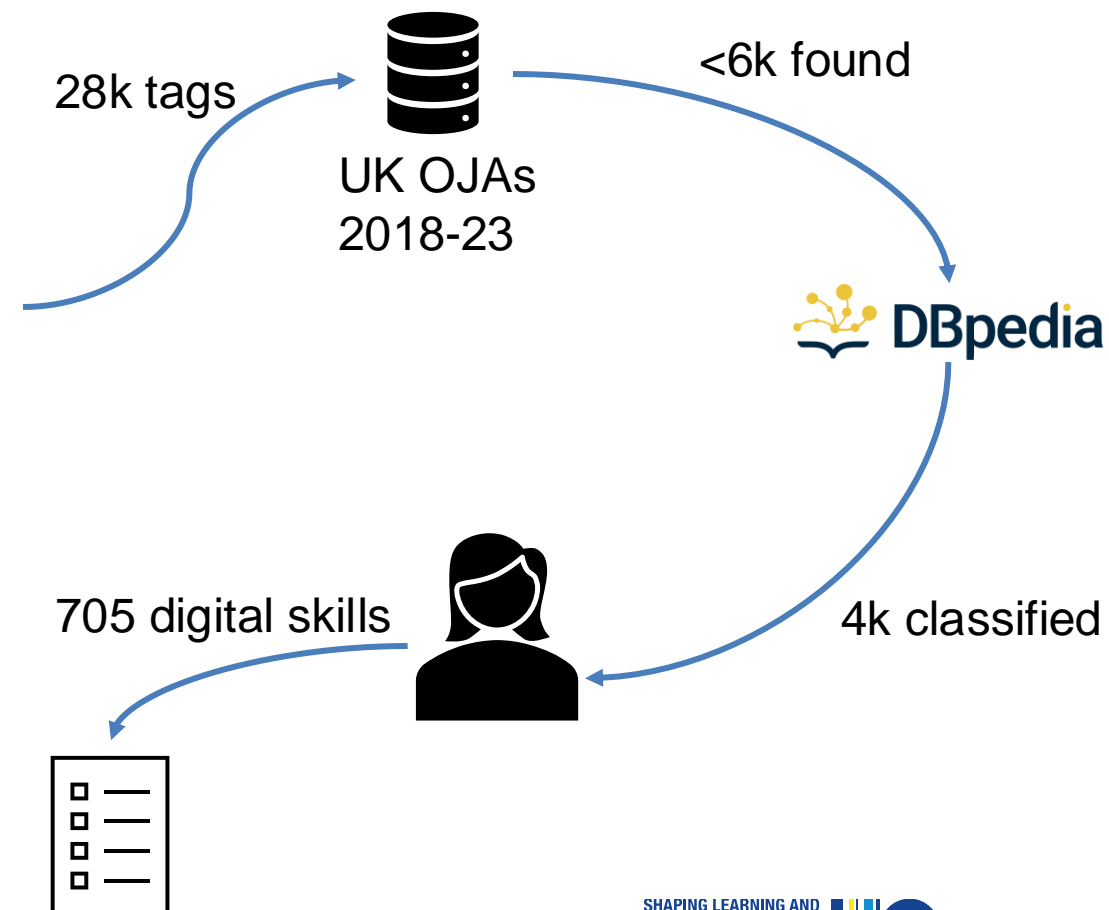 28k tags
<6k found
UK OJAs
2018-23
DBpedia
705 digital skills
4k classified
SHAPING LEARNING AND